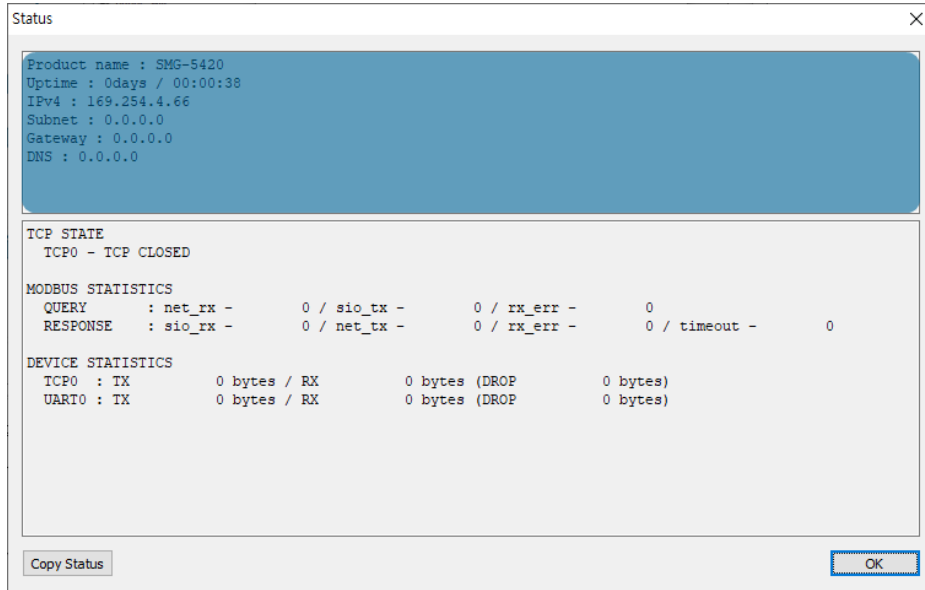 Status
Product name : SMG-5420
Uptime : 0days / 00:00:38
IPv4 : 169.254.4.66
Subnet : 0.0.0.0
Gateway : 0.0.0.0
DNS : 0.0.0.0
TCP STATE
TCP0 - TCP CLOSED
MODBUS STATISTICS
QUERY : net_rx - 0 / sio_tx - 0 / rx_err - 0
RESPONSE : sio_rx - 0 / net_tx - 0 / rx_err - 0 / timeout - 0
DEVICE STATISTICS
TCP0 : TX 0 bytes / RX 0 bytes (DROP 0 bytes)
UART0 : TX 0 bytes / RX 0 bytes (DROP 0 bytes)
Copy Status
OK